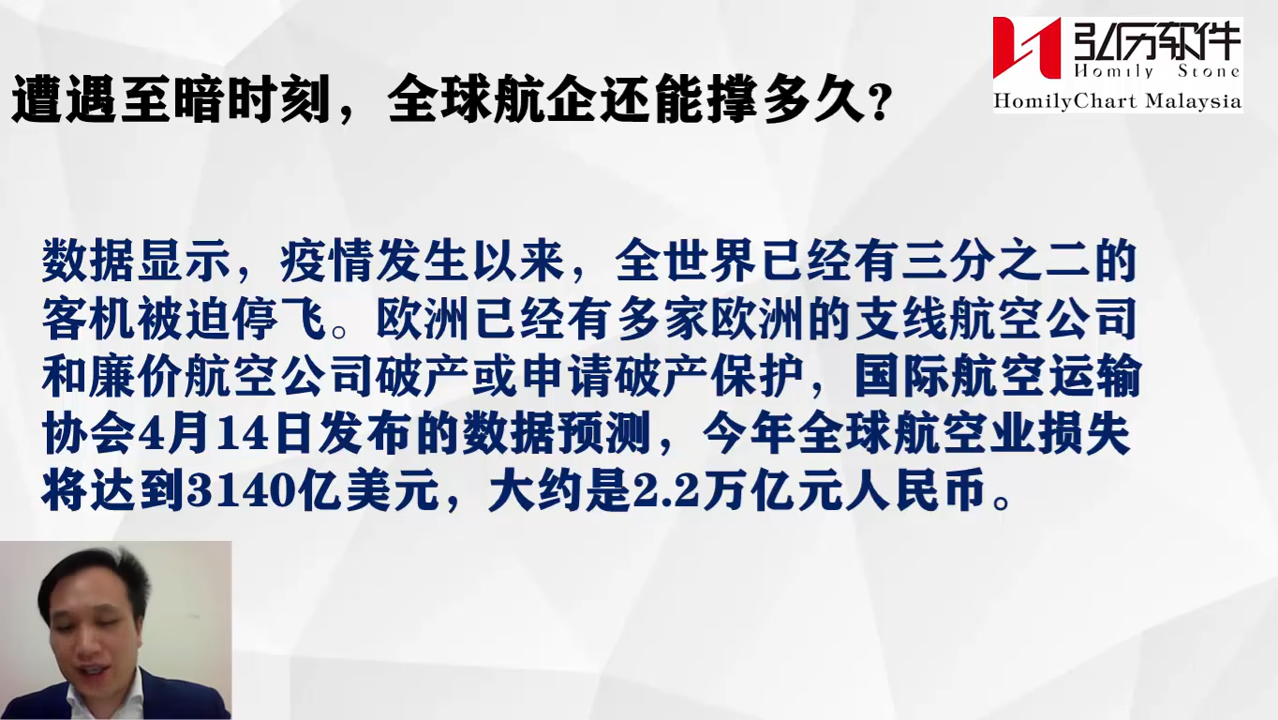 弘历软件
Homily Stone
HomilyChart Malaysia
遭遇至暗时刻，全球航企还能撑多久？
数据显示，疫情发生以来，全世界已经有三分之二的
客机被迫停飞。欧洲已经有多家欧洲的支线航空公司
和廉价航空公司破产或申请破产保护，国际航空运输
协会4月14日发布的数据预测，今年全球航空业损失
将达到3140亿美元，大约是2.2万亿元人民币。